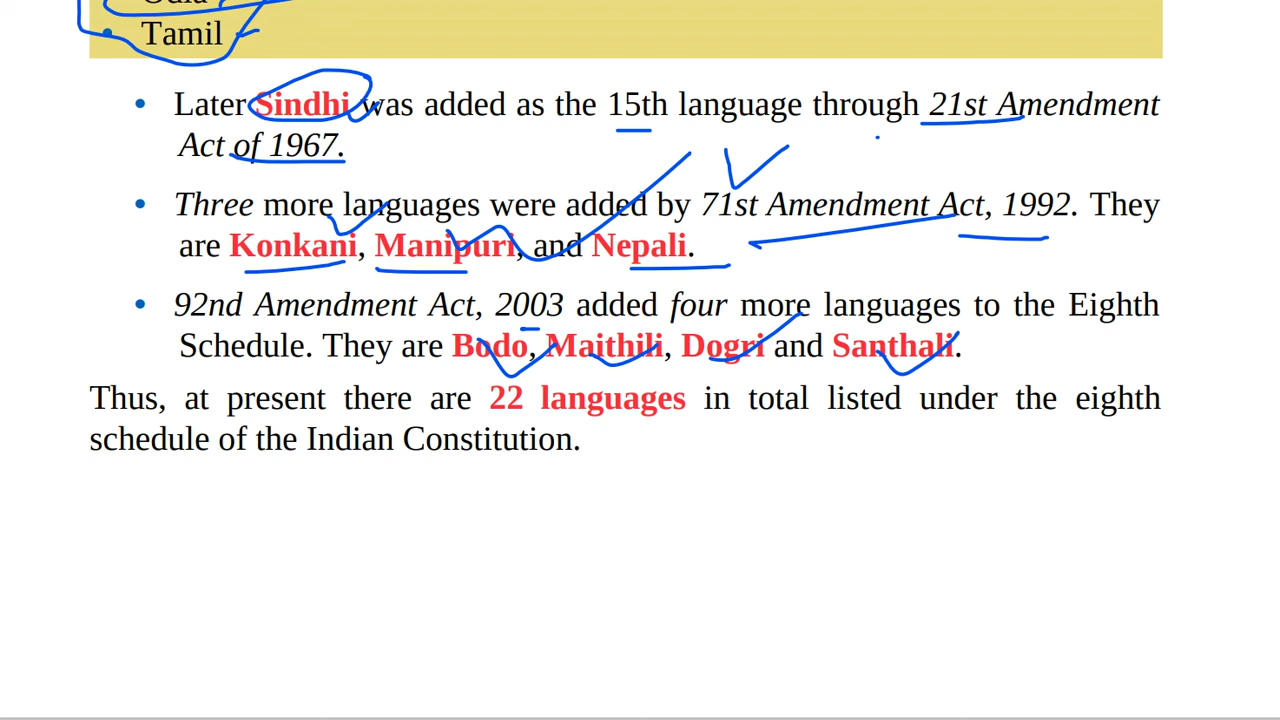 Tamil
• Later Sindhi was added as the 15th language through 21st Amendment
Act of 1967.
• Three more languages were added by 71st Amendment Act, 1992. They
are Konkani, Manipuri, and Nepali.
• 92nd Amendment Act, 2003 added four more languages to the Eighth
Schedule. They are Bodo, Maithili, Dogri and Santhali.
Thus, at present there are 22 languages in total listed under the eighth
schedule of the Indian Constitution.